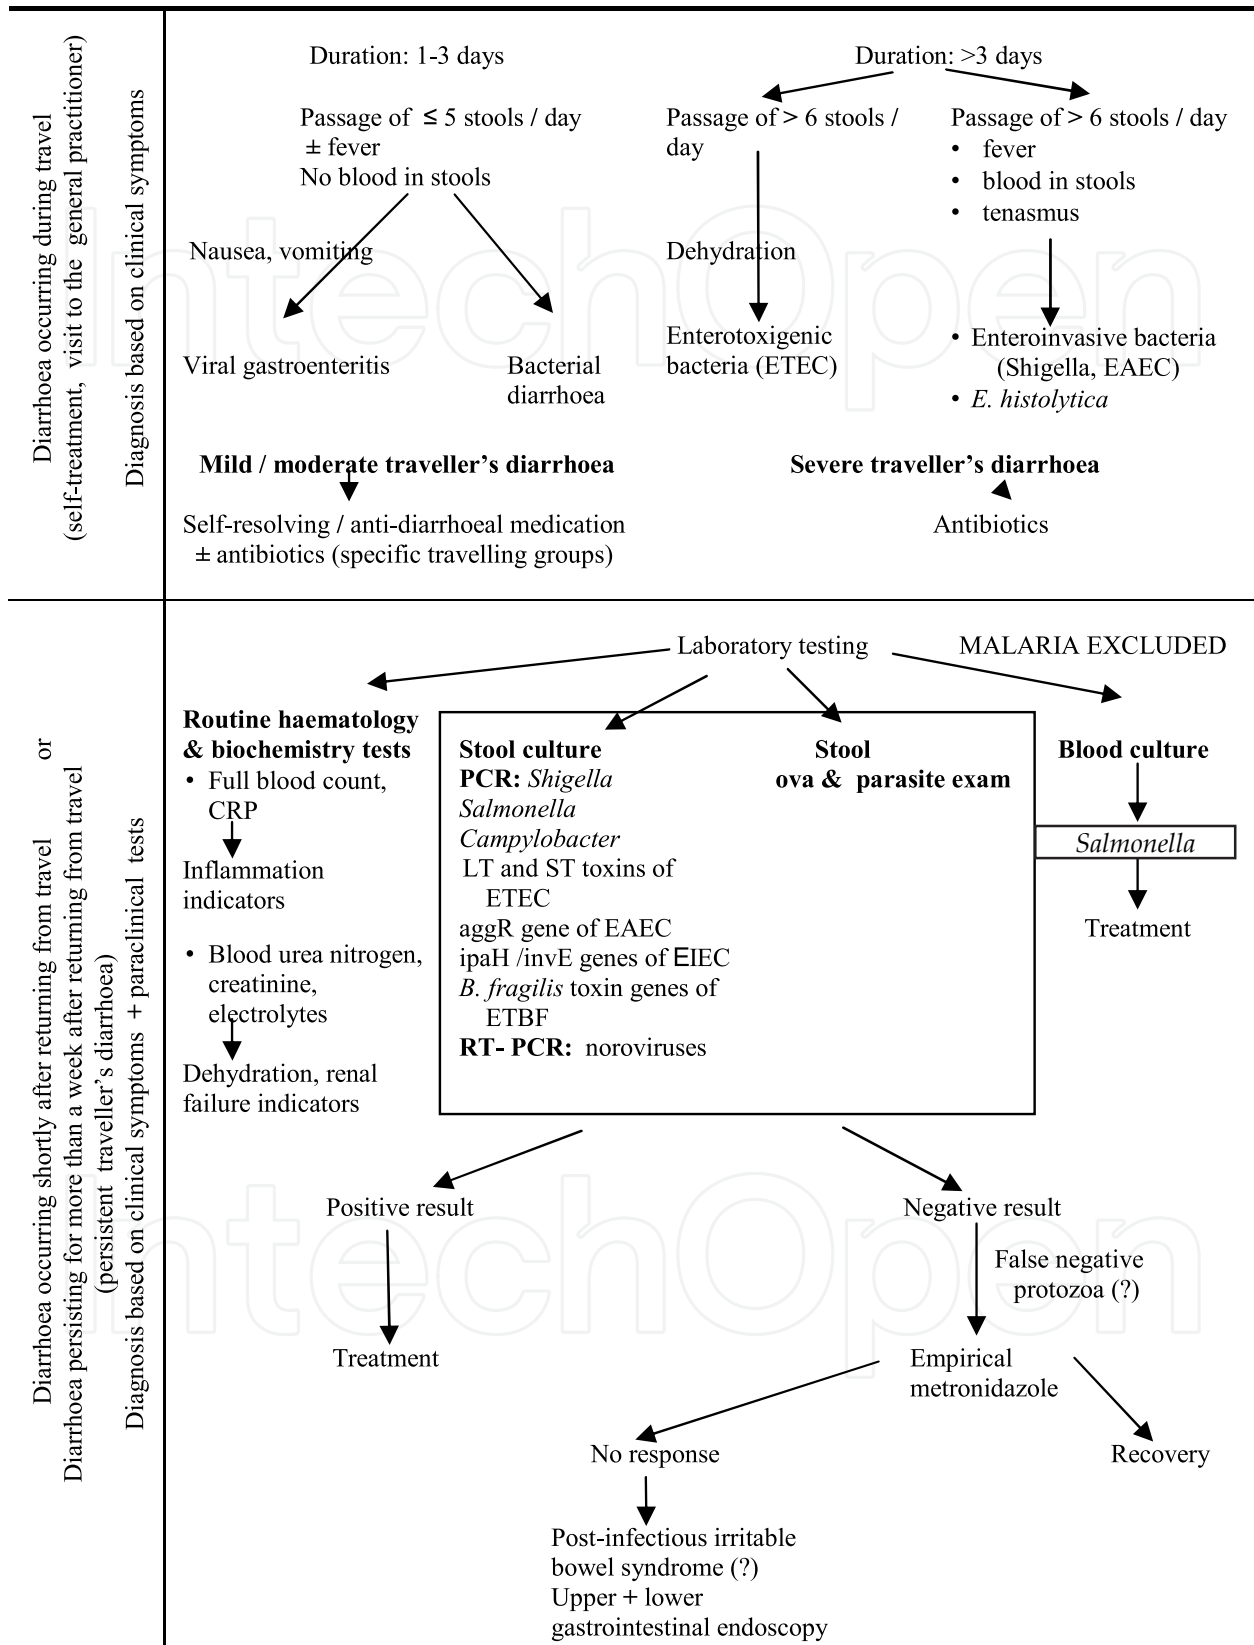 Diarrhoea occurring during travel
(self-treatment, visit to the general practitioner)
Diagnosis based on clinical symptoms
Duration: 1-3 days
Duration: >3 days
Passage of ≤ 5 stools / day
± fever
No blood in stools
Passage of > 6 stools /
day
Passage of > 6 stools / day
• fever
• blood in stools
• tenasmus
Nausea, vomiting
Dehydration
Viral gastroenteritis
Bacterial
diarrhoea
Enterotoxigenic
bacteria (ETEC)
• Enteroinvasive bacteria
(Shigella, EAEC)
• E. histolytica
Mild / moderate traveller's diarrhoea
Severe traveller's diarrhoea
Self-resolving / anti-diarrhoeal medication
± antibiotics (specific travelling groups)
Antibiotics
IntechOpen
Diarrhoea occurring shortly after returning from travel or
Diarrhoea persisting for more than a week after returning from travel
(persistent traveller's diarrhoea)
Diagnosis based on clinical symptoms + paraclinical tests
Laboratory testing
MALARIA EXCLUDED
Routine haematology
& biochemistry tests
• Full blood count,
CRP
Inflammation
indicators
• Blood urea nitrogen,
creatinine,
electrolytes
Dehydration, renal
failure indicators
Stool culture
PCR: Shigella
Salmonella
Campylobacter
LT and ST toxins of
ETEC
aggR gene of EAEC
ipaH /invE genes of EIEC
B. fragilis toxin genes of
ETBF
RT- PCR: noroviruses
Stool
ova & parasite exam
Blood culture
Salmonella
Treatment
Positive result
Negative result
False negative
protozoa (?)
Treatment
Empirical
metronidazole
No response
Recovery
Post-infectious irritable
bowel syndrome (?)
Upper + lower
gastrointestinal endoscopy
IntechOpen